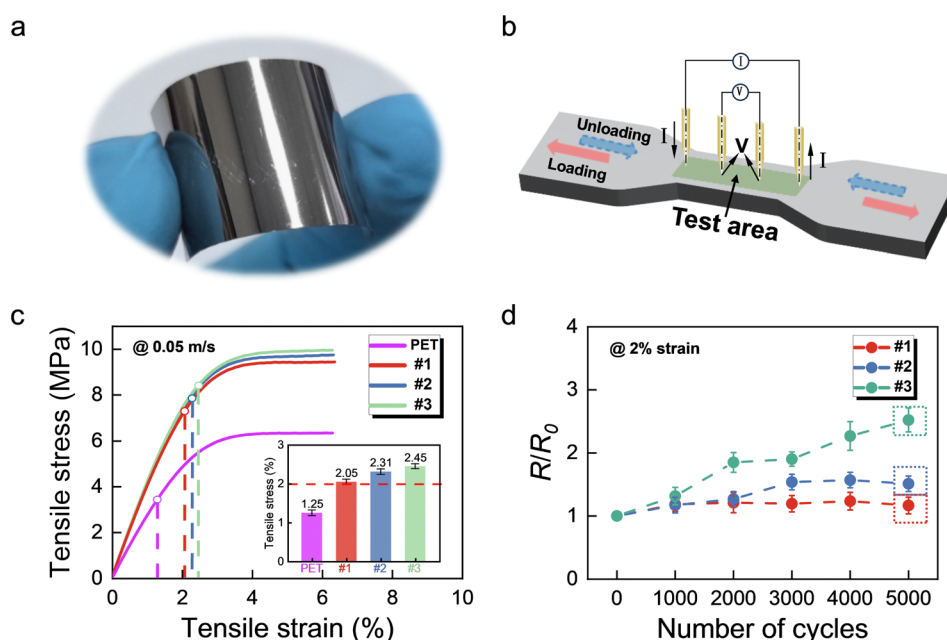 a
b
I
V
I
Unloading
Loading
V
I
Test area
c
@ 0.05 m/s
PET
#1
#2
#3
Tensile stress (MPa)
10
8
6
4
2
0
0 2 4 6 8 10
Tensile strain (%)
Tensile stress (%)
3
2
1
0
1.25
2.05
2.31
2.45
PET #1 #2 #3
d
@ 2% strain
#1
#2
#3
R/R0
4
3
2
1
0
0 1000 2000 3000 4000 5000
Number of cycles